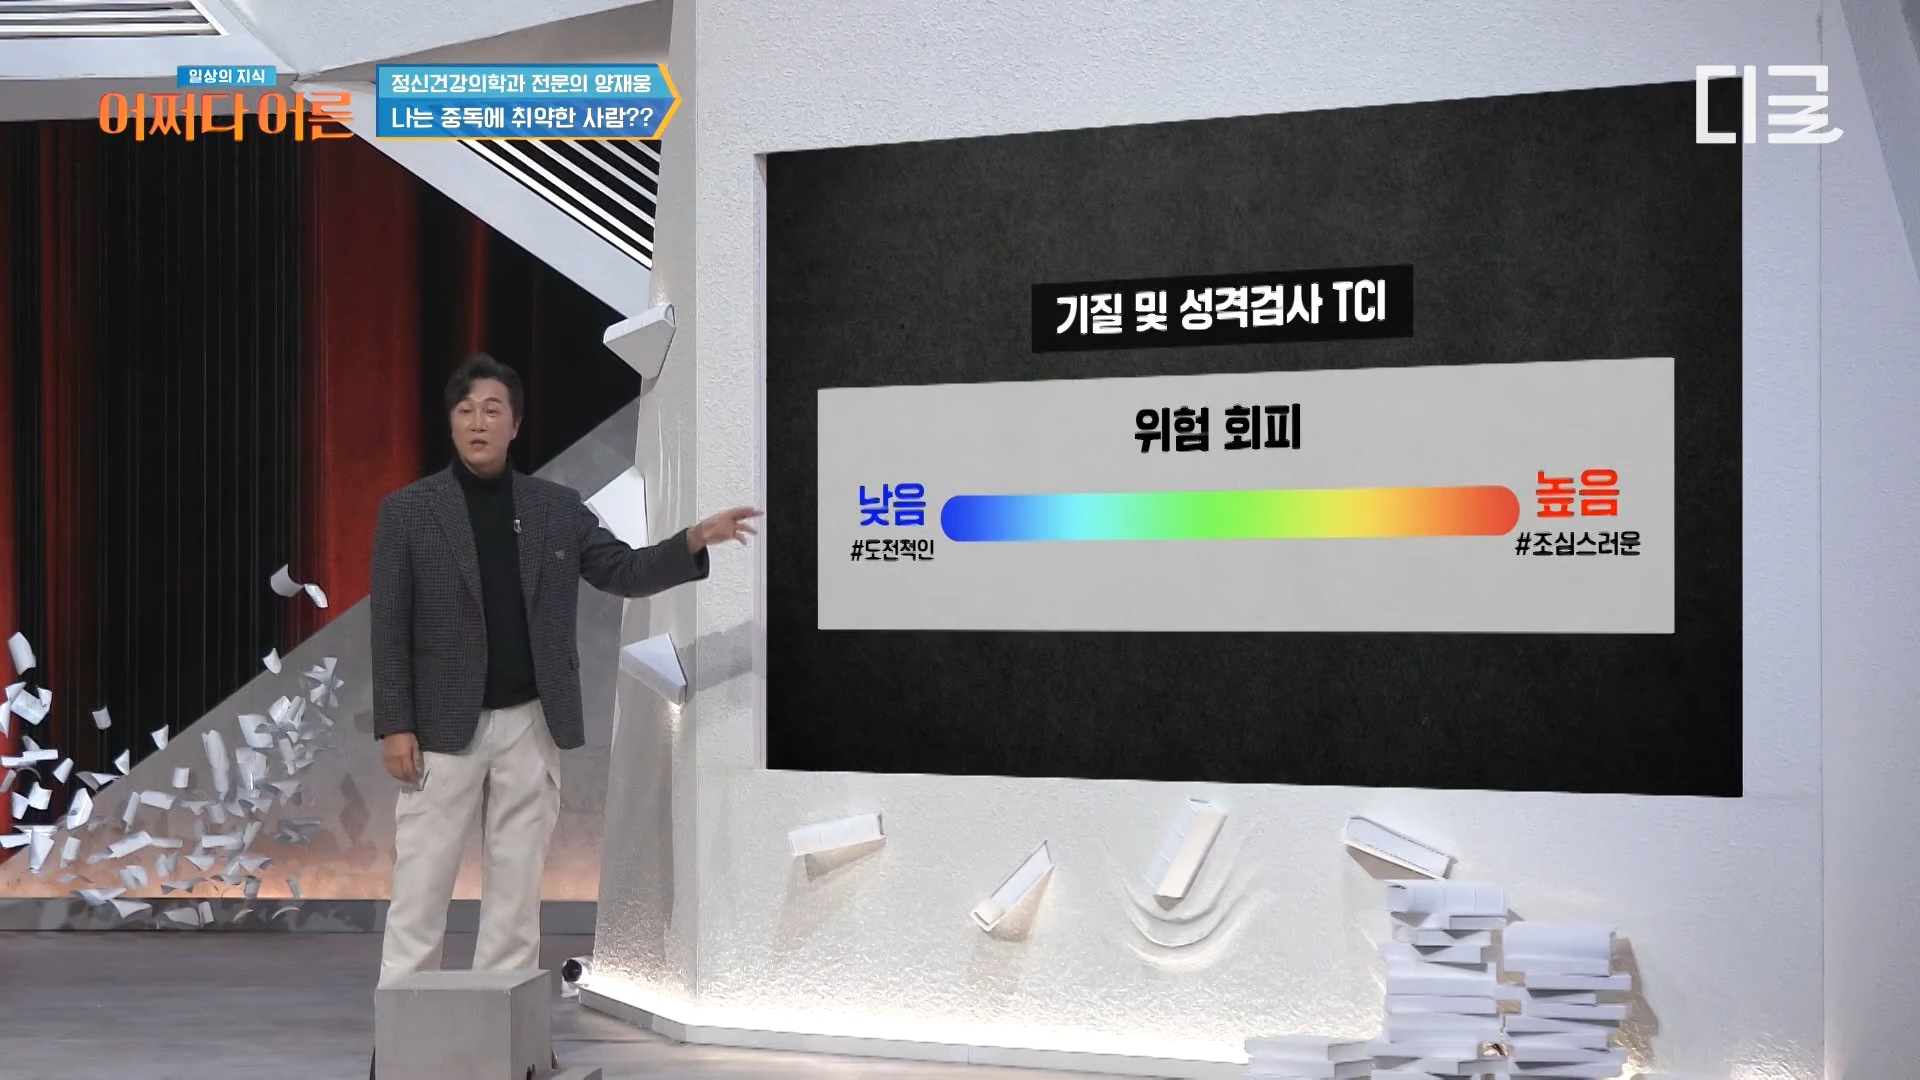 일상의 지식
어쩌다 어른
정신건강의학과 전문의 양재웅
나는 중독에 취약한 사람??
디글
기질 및 성격검사 TCI
위험 회피
낮음
#도전적인
높음
#조심스러운